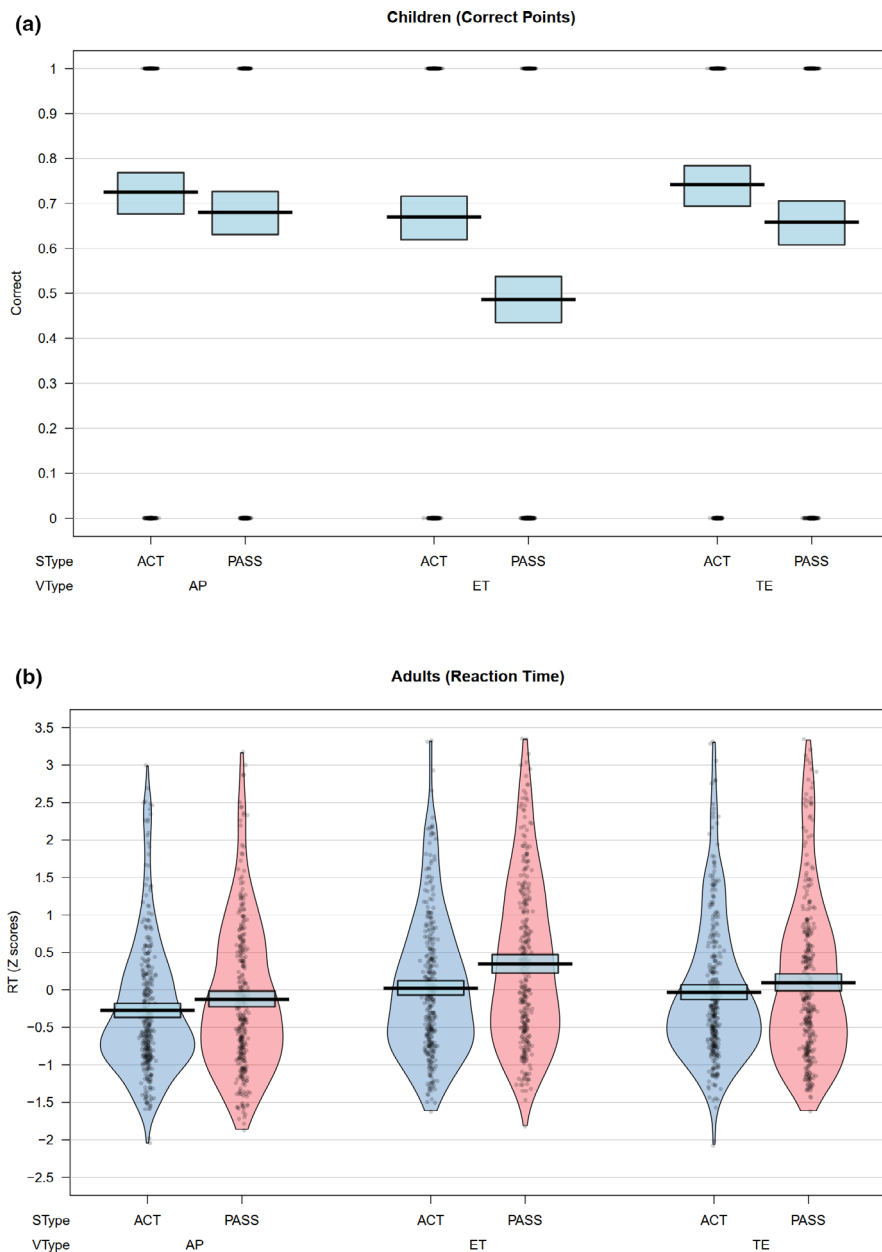 (a)
Children (Correct Points)
1
0.9
0.8
0.7
0.6
0.5
0.4
0.3
0.2
0.1
0
Correct
SType ACT PASS ACT PASS ACT PASS
VType AP ET TE
(b)
Adults (Reaction Time)
3.5
3
2.5
2
1.5
1
0.5
0
−0.5
−1
−1.5
−2
−2.5
RT (Z scores)
SType ACT PASS ACT PASS ACT PASS
VType AP ET TE